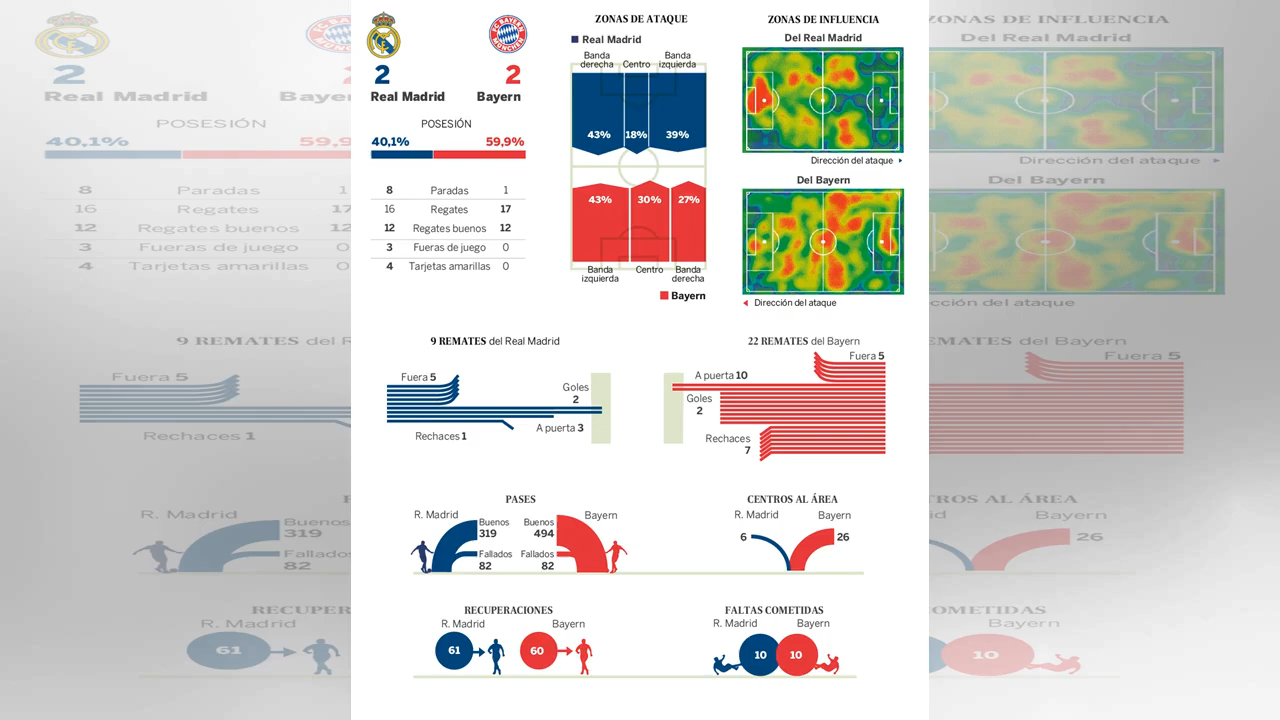 2
Real Madrid
2
Bayern
POSESIÓN
40,1% 59,9%
8 Paradas 1
16 Regates 17
12 Regates buenos 12
3 Fueras de juego 0
4 Tarjetas amarillas 0
ZONAS DE ATAQUE
Real Madrid
Banda derecha
Centro
Banda izquierda
43% 18% 39%
43% 30% 27%
Banda izquierda
Centro
Banda derecha
Bayern
ZONAS DE INFLUENCIA
Del Real Madrid
Dirección del ataque
Del Bayern
Dirección del ataque
9 REMATES del Real Madrid
Fuera 5
Goles
2
A puerta 3
Rechaces 1
22 REMATES del Bayern
Fuera 5
A puerta 10
Goles
2
Rechaces
7
PASES
R. Madrid
Buenos
319
Fallados
82
Bayern
Buenos
494
Fallados
82
CENTROS AL ÁREA
R. Madrid
6
Bayern
26
RECUPERACIONES
R. Madrid
61
Bayern
60
FALTAS COMETIDAS
R. Madrid
10
Bayern
10